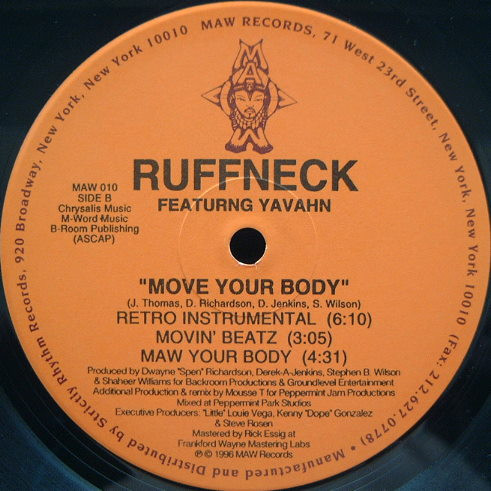 MAW RECORDS, 71 West 23rd Street, New York, New York 10010 (Fax: 212.627.0778) * Manufactured and Distributed by Strictly Rhythm Records, 920 Broadway, New York, New York 10010
MAW
RUFFNECK
FEATURNG YAVAHN
MAW 010
SIDE B
Chrysalis Music
M-Word Music
B-Room Publishing
(ASCAP)
"MOVE YOUR BODY"
(J. Thomas, D. Richardson, D. Jenkins, S. Wilson)
RETRO INSTRUMENTAL (6:10)
MOVIN' BEATZ (3:05)
MAW YOUR BODY (4:31)
Produced by Dwayne "Spen" Richardson, Derek-A-Jenkins, Stephen B. Wilson
& Shaheer Williams for Backroom Productions & Groundlevel Entertainment
Additional Production & remix by Mousse T for Peppermint Jam Productions
Mixed at Peppermint Park Studios
Executive Producers: "Little" Louie Vega, Kenny "Dope" Gonzalez
& Steve Rosen
Mastered by Rick Essig at
Frankford Wayne Mastering Labs
℗ © 1996 MAW Records